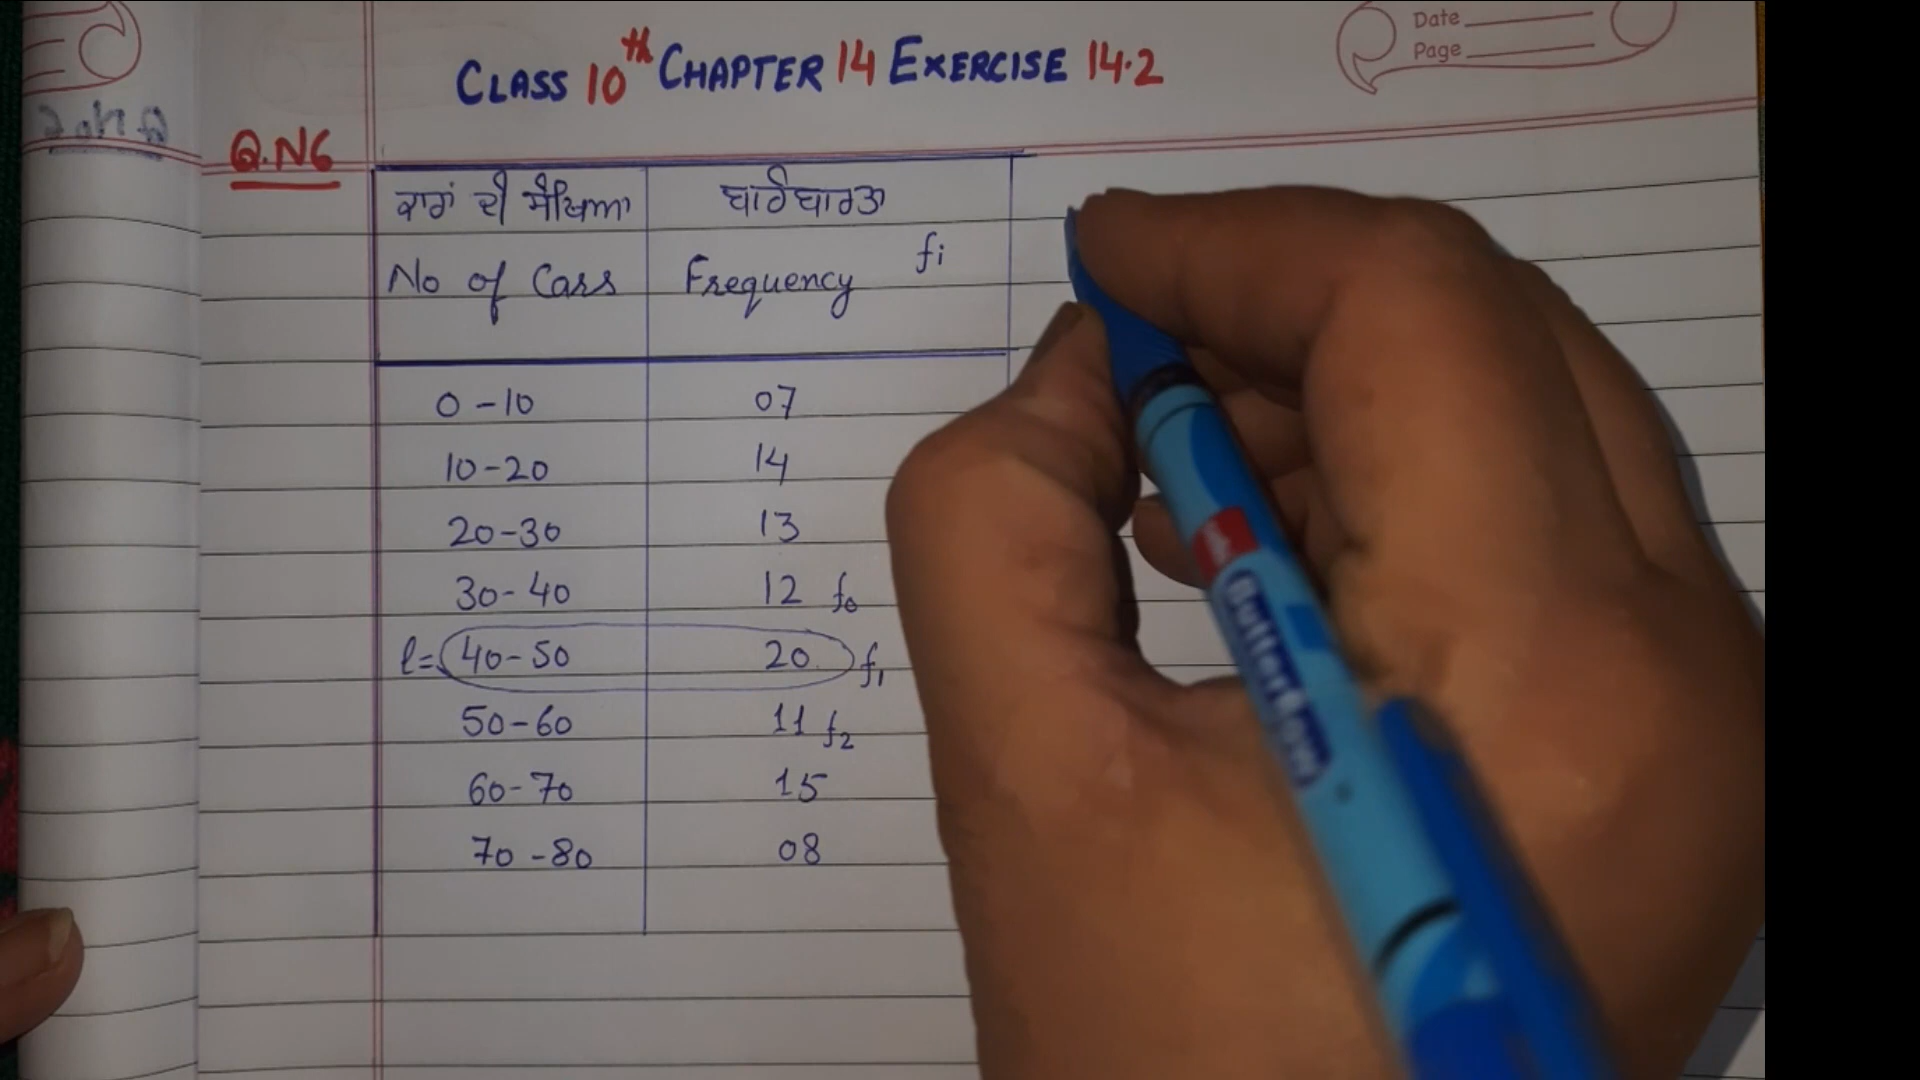 Date
Page
CLASS 10th CHAPTER 14 EXERCISE 14.2
Q.N6
ਕਾਰਾਂ ਦੀ ਸੰਖਿਆ ਬਾਰੰਬਾਰਤਾ
No of Cars Frequency fi
0-10 07
10-20 14
20-30 13
30-40 12 f0
l= 40-50 20 f1
50-60 11 f2
60-70 15
70-80 08
Butterflow